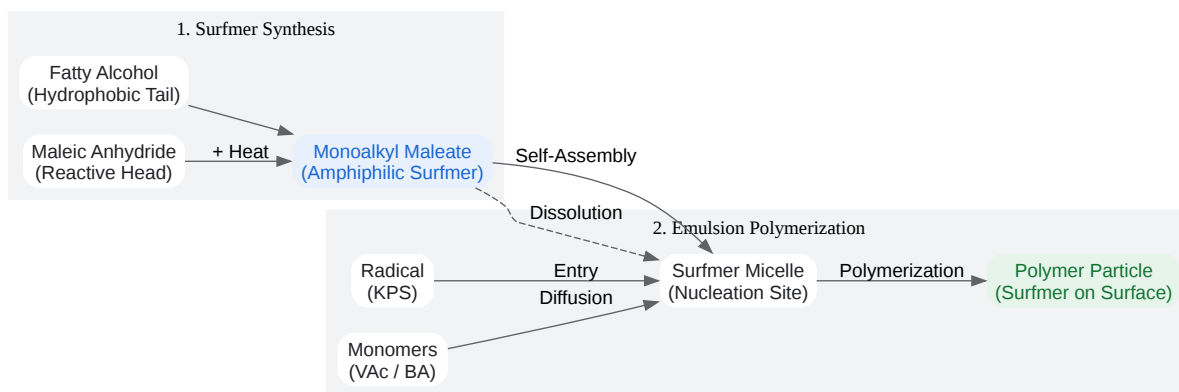 1. Surfmer Synthesis
Fatty Alcohol
(Hydrophobic Tail)
Maleic Anhydride
(Reactive Head)
+ Heat
Monoalkyl Maleate
(Amphiphilic Surfmer)
Self-Assembly
Dissolution
2. Emulsion Polymerization
Radical
(KPS)
Entry
Diffusion
Surfmer Micelle
(Nucleation Site)
Polymerization
Polymer Particle
(Surfmer on Surface)
Monomers
(VAc / BA)